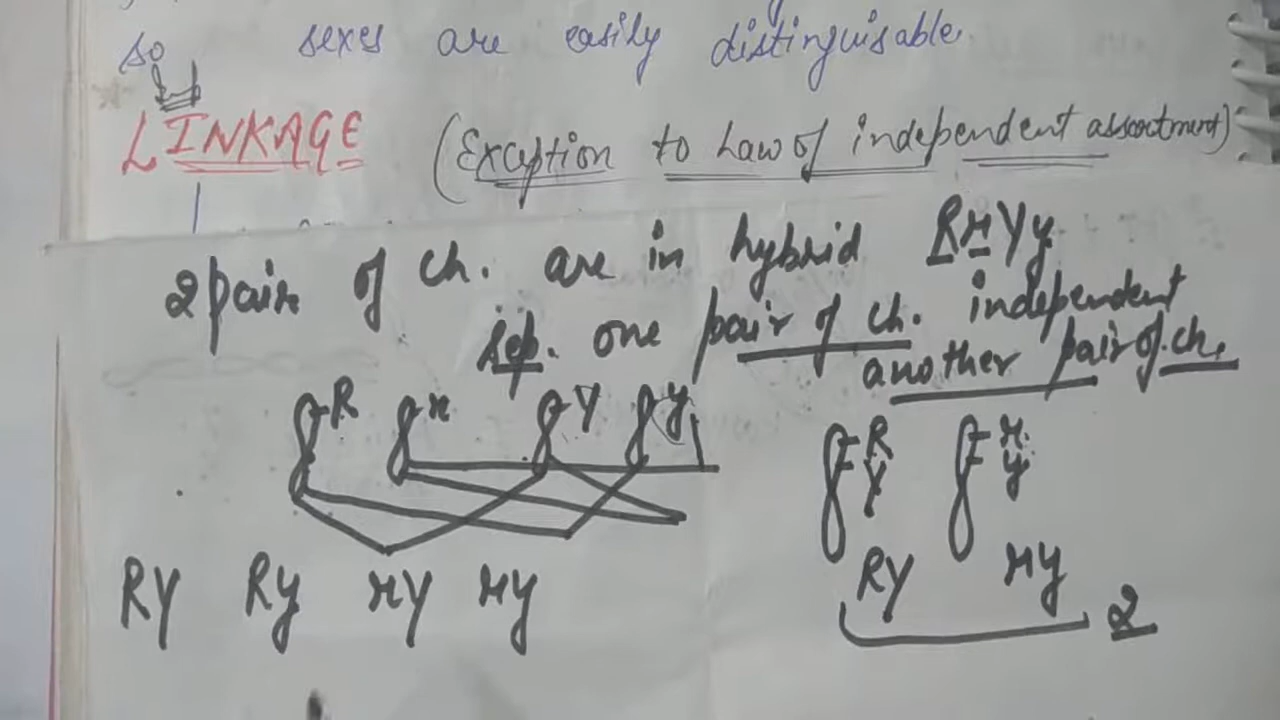 so sexes are easily distinguisable.
LINKAGE (Exception to Law of independent assortment)
2 pair of ch. are in hybrid RrYy
sep. one pair of ch. independent
another pair of ch.
R r Y y
R r
Y y
RY Ry rY ry
RY ry 2